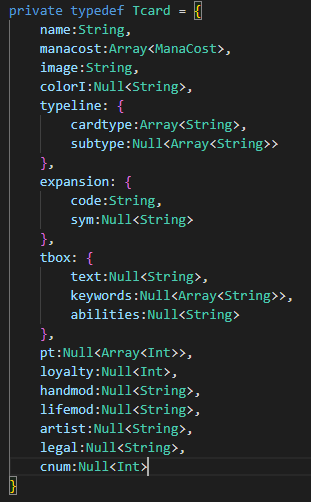 private typedef Tcard = {
    name:String,
    manacost:Array<ManaCost>,
    image:String,
    colorI:Null<String>,
    typeline: {
        cardtype:Array<String>,
        subtype:Null<Array<String>>
    },
    expansion: {
        code:String,
        sym:Null<String>
    },
    tbox: {
        text:Null<String>,
        keywords:Null<Array<String>>,
        abilities:Null<String>
    },
    pt:Null<Array<Int>>,
    loyalty:Null<Int>,
    handmod:Null<String>,
    lifemod:Null<String>,
    artist:Null<String>,
    legal:Null<String>,
    cnum:Null<Int>
}